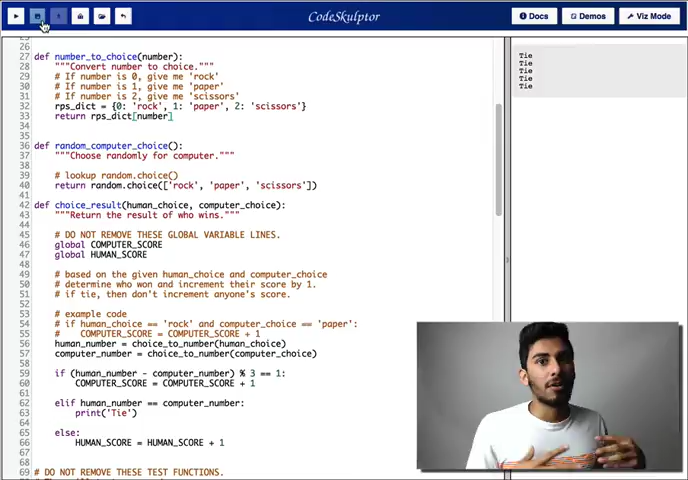 CodeSkulptor
Docs
Demos
Viz Mode
26
27 def number_to_choice(number):
28 """Convert number to choice."""
29 # If number is 0, give me 'rock'
30 # If number is 1, give me 'paper'
31 # If number is 2, give me 'scissors'
32 rps_dict = {0: 'rock', 1: 'paper', 2: 'scissors'}
33 return rps_dict[number]
34
35
36 def random_computer_choice():
37 """Choose randomly for computer."""
38
39 # lookup random.choice()
40 return random.choice(['rock', 'paper', 'scissors'])
41
42 def choice_result(human_choice, computer_choice):
43 """Return the result of who wins."""
44
45 # DO NOT REMOVE THESE GLOBAL VARIABLE LINES.
46 global COMPUTER_SCORE
47 global HUMAN_SCORE
48
49 # based on the given human_choice and computer_choice
50 # determine who won and increment their score by 1.
51 # if tie, then don't increment anyone's score.
52
53 # example code
54 # if human_choice == 'rock' and computer_choice == 'paper':
55 # COMPUTER_SCORE = COMPUTER_SCORE + 1
56 human_number = choice_to_number(human_choice)
57 computer_number = choice_to_number(computer_choice)
58
59 if (human_number - computer_number) % 3 == 1:
60 COMPUTER_SCORE = COMPUTER_SCORE + 1
61
62 elif human_number == computer_number:
63 print('Tie')
64
65 else:
66 HUMAN_SCORE = HUMAN_SCORE + 1
67
68
69 # DO NOT REMOVE THESE TEST FUNCTIONS.
Tie
Tie
Tie
Tie
Tie